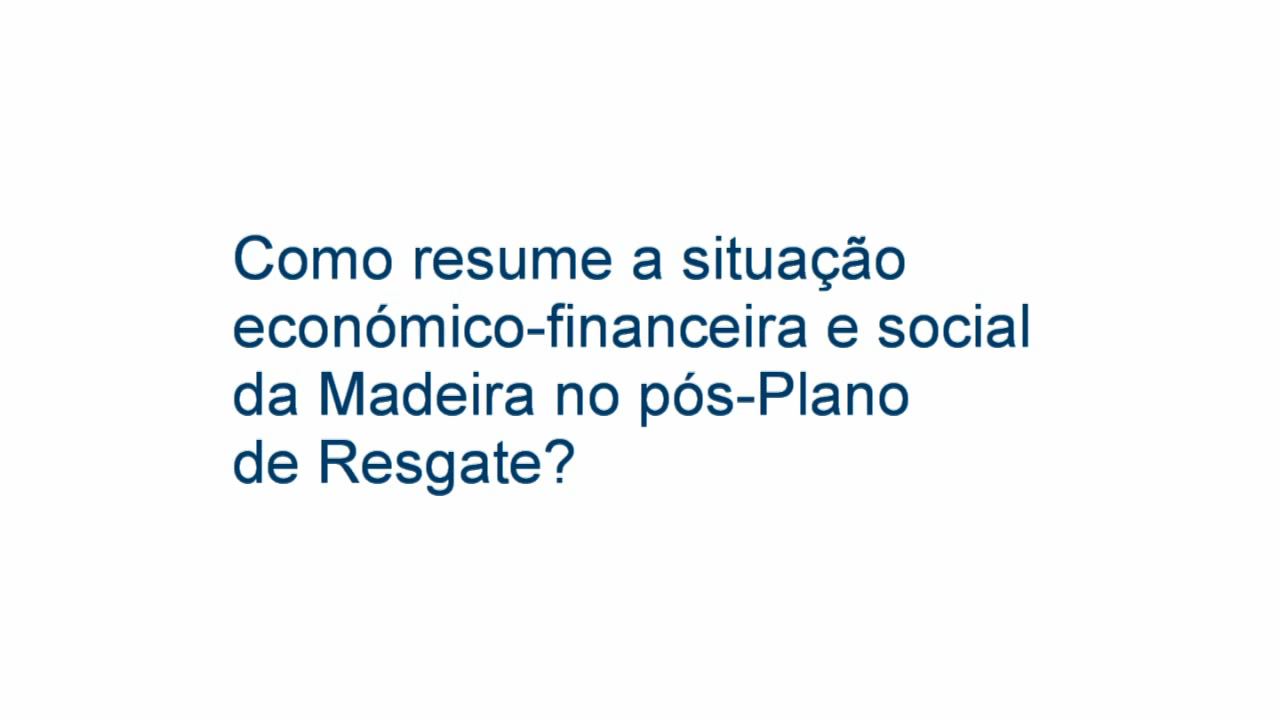 Como resume a situação
económico-financeira e social
da Madeira no pós-Plano
de Resgate?